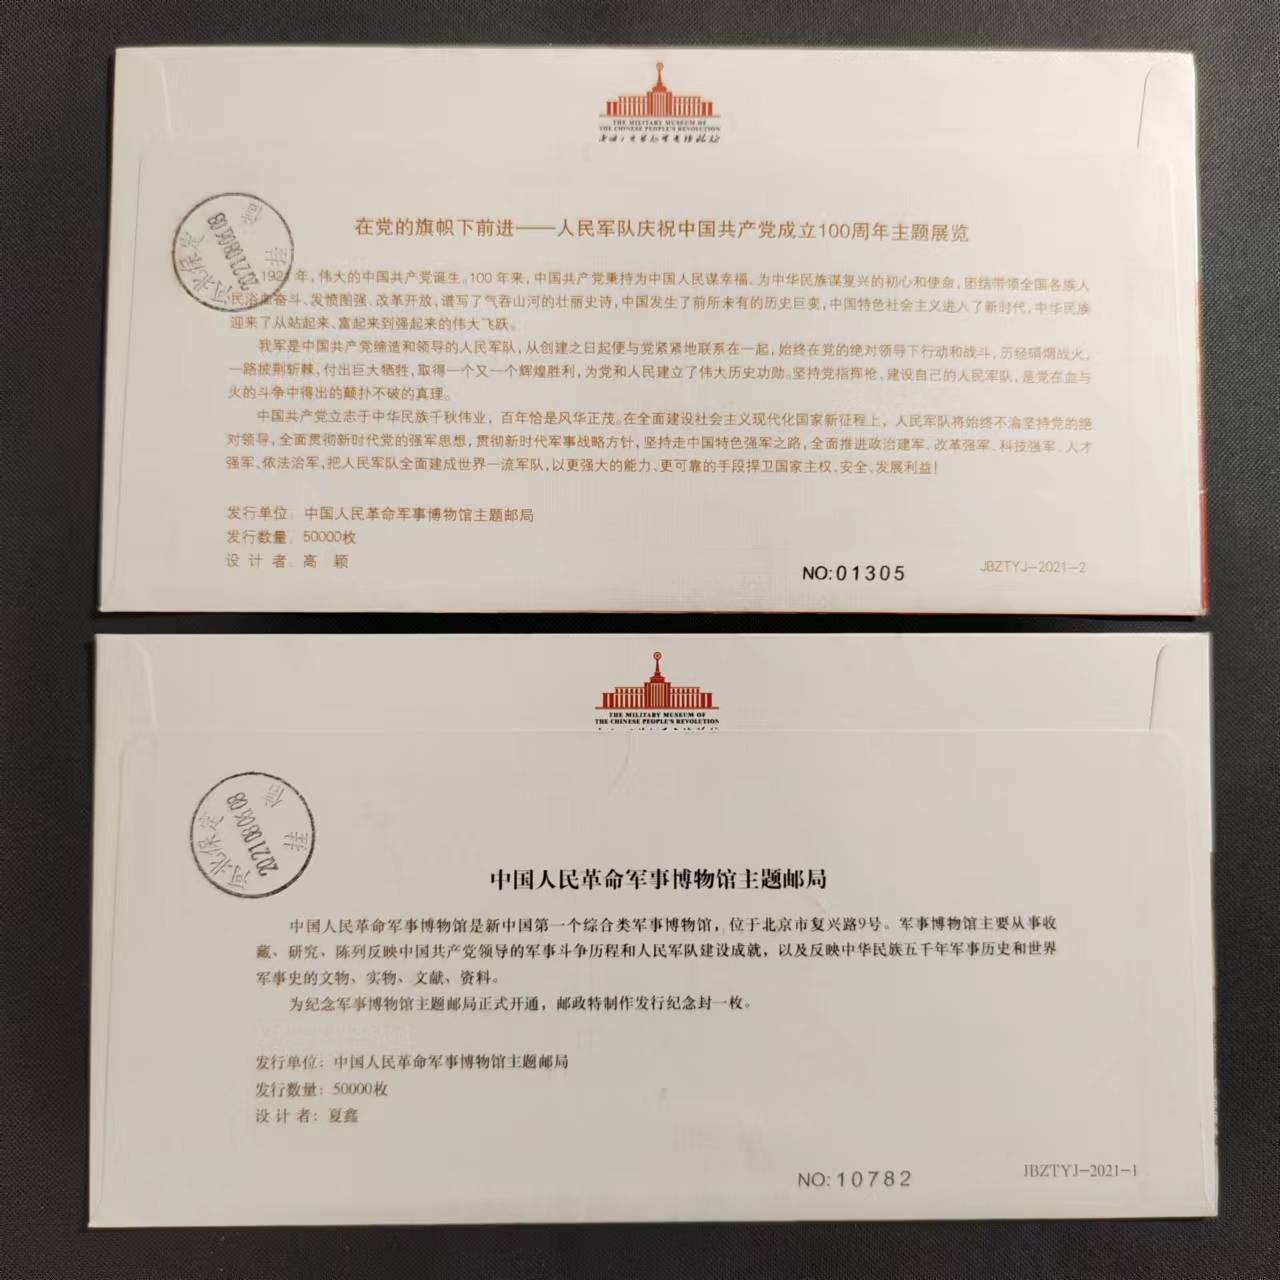 THE MILITARY MUSEUM OF
THE CHINESE PEOPLE'S REVOLUTION
中国人民革命军事博物馆
在党的旗帜下前进——人民军队庆祝中国共产党成立100周年主题展览
河北保定
2021.08.06.08
1921年，伟大的中国共产党诞生。100年来，中国共产党秉持为中国人民谋幸福。为中华民族谋复兴的初心和使命，团结带领全国各族人
民浴血奋斗、发愤图强、改革开放，谱写了气吞山河的壮丽史诗，中国发生了前所未有的历史巨变，中国特色社会主义进入了新时代，中华民族
迎来了从站起来、富起来到强起来的伟大飞跃。
我军是中国共产党缔造和领导的人民军队，从创建之日起便与党紧紧地联系在一起，始终在党的绝对领导下行动和战斗，历经硝烟战火，
一路披荆斩棘，付出巨大牺牲，取得一个又一个辉煌胜利，为党和人民建立了伟大历史功勋。坚持党指挥枪、建设自己的人民军队，是党在血与
火的斗争中得出的颠扑不破的真理。
中国共产党立志于中华民族千秋伟业，百年恰是风华正茂。在全面建设社会主义现代化国家新征程上，人民军队将始终不渝坚持党的绝
对领导，全面贯彻新时代党的强军思想，贯彻新时代军事战略方针，坚持走中国特色强军之路，全面推进政治建军、改革强军、科技强军、人才
强军、依法治军，把人民军队全面建成世界一流军队，以更强大的能力、更可靠的手段捍卫国家主权、安全、发展利益！
发行单位：中国人民革命军事博物馆主题邮局
发行数量：50000枚
设 计 者：高 颖
NO:01305
JBZTYJ-2021-2
THE MILITARY MUSEUM OF
THE CHINESE PEOPLE'S REVOLUTION
河北保定
2021.08.06.08
中国人民革命军事博物馆主题邮局
中国人民革命军事博物馆是新中国第一个综合类军事博物馆，位于北京市复兴路9号。军事博物馆主要从事收
藏、研究、陈列反映中国共产党领导的军事斗争历程和人民军队建设成就，以及反映中华民族五千年军事历史和世界
军事史的文物、实物、文献、资料。
为纪念军事博物馆主题邮局正式开通，邮政特制作发行纪念封一枚。
发行单位：中国人民革命军事博物馆主题邮局
发行数量：50000枚
设 计 者：夏鑫
NO:10782
JBZTYJ-2021-1